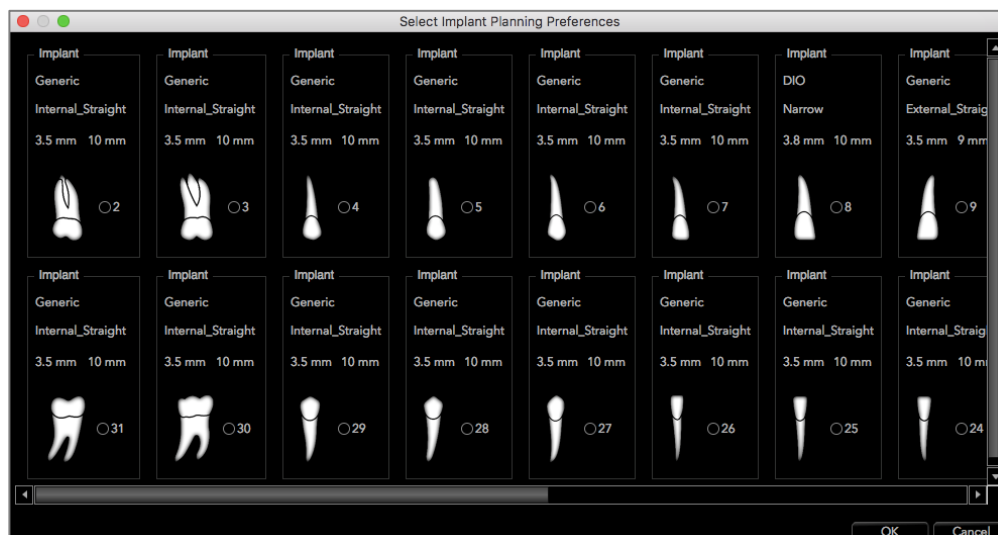 Select Implant Planning Preferences
Implant Implant Implant Implant Implant Implant Implant Implant
Generic Generic Generic Generic Generic Generic DIO Generic
Internal_Straight Internal_Straight Internal_Straight Internal_Straight Internal_Straight Internal_Straight Narrow External_Straig
3.5 mm 10 mm 3.5 mm 10 mm 3.5 mm 10 mm 3.5 mm 10 mm 3.5 mm 10 mm 3.5 mm 10 mm 3.8 mm 10 mm 3.5 mm 9 mm
2 3 4 5 6 7 8 9
Implant Implant Implant Implant Implant Implant Implant Implant
Generic Generic Generic Generic Generic Generic Generic Generic
Internal_Straight Internal_Straight Internal_Straight Internal_Straight Internal_Straight Internal_Straight Internal_Straight Internal_Straig
3.5 mm 10 mm 3.5 mm 10 mm 3.5 mm 10 mm 3.5 mm 10 mm 3.5 mm 10 mm 3.5 mm 10 mm 3.5 mm 10 mm 3.5 mm 10 m
31 30 29 28 27 26 25 24
OK Cancel